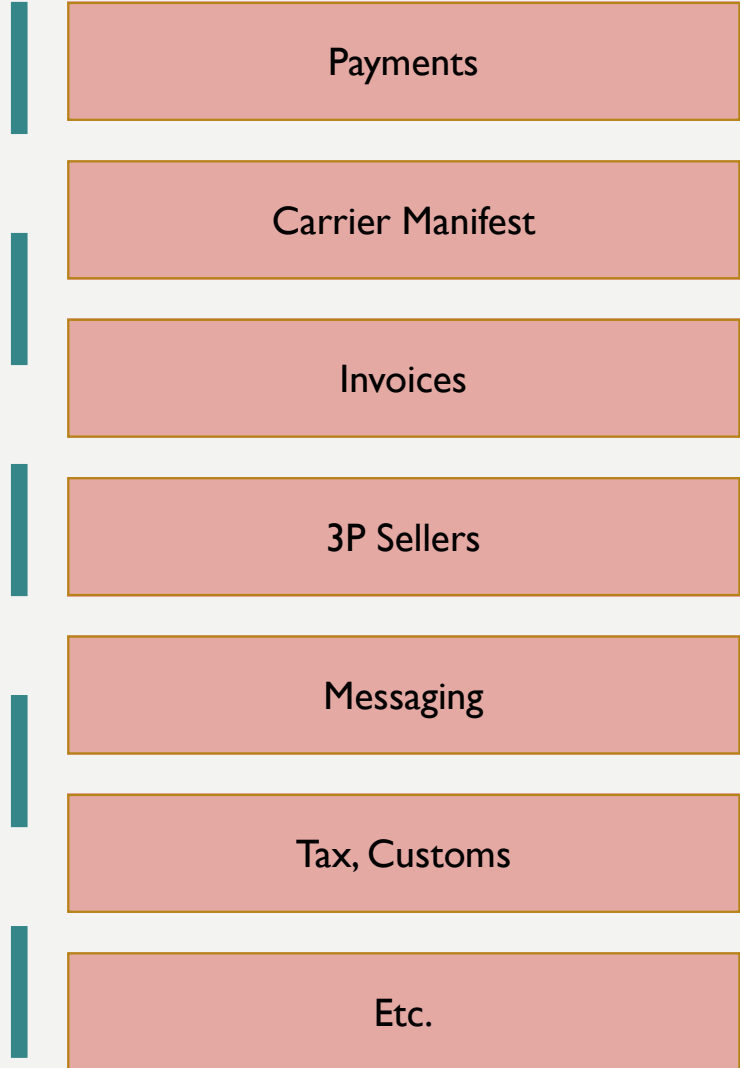 Payments
Carrier Manifest
Invoices
3P Sellers
Messaging
Tax, Customs
Etc.